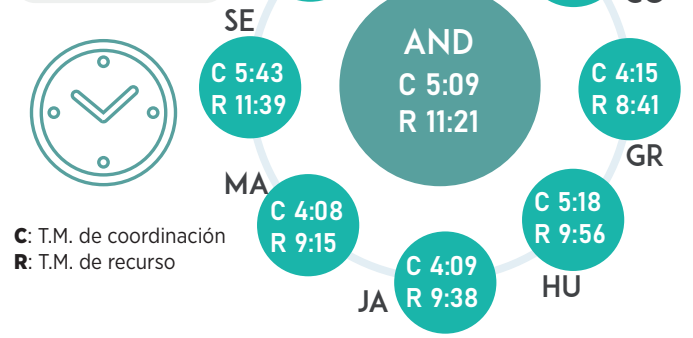 SE
C 5:43
R 11:39
AND
C 5:09
R 11:21
C 4:15
R 8:41
GR
MA
C 4:08
R 9:15
C 5:18
R 9:56
HU
C 4:09
R 9:38
JA
C: T.M. de coordinación
R: T.M. de recurso